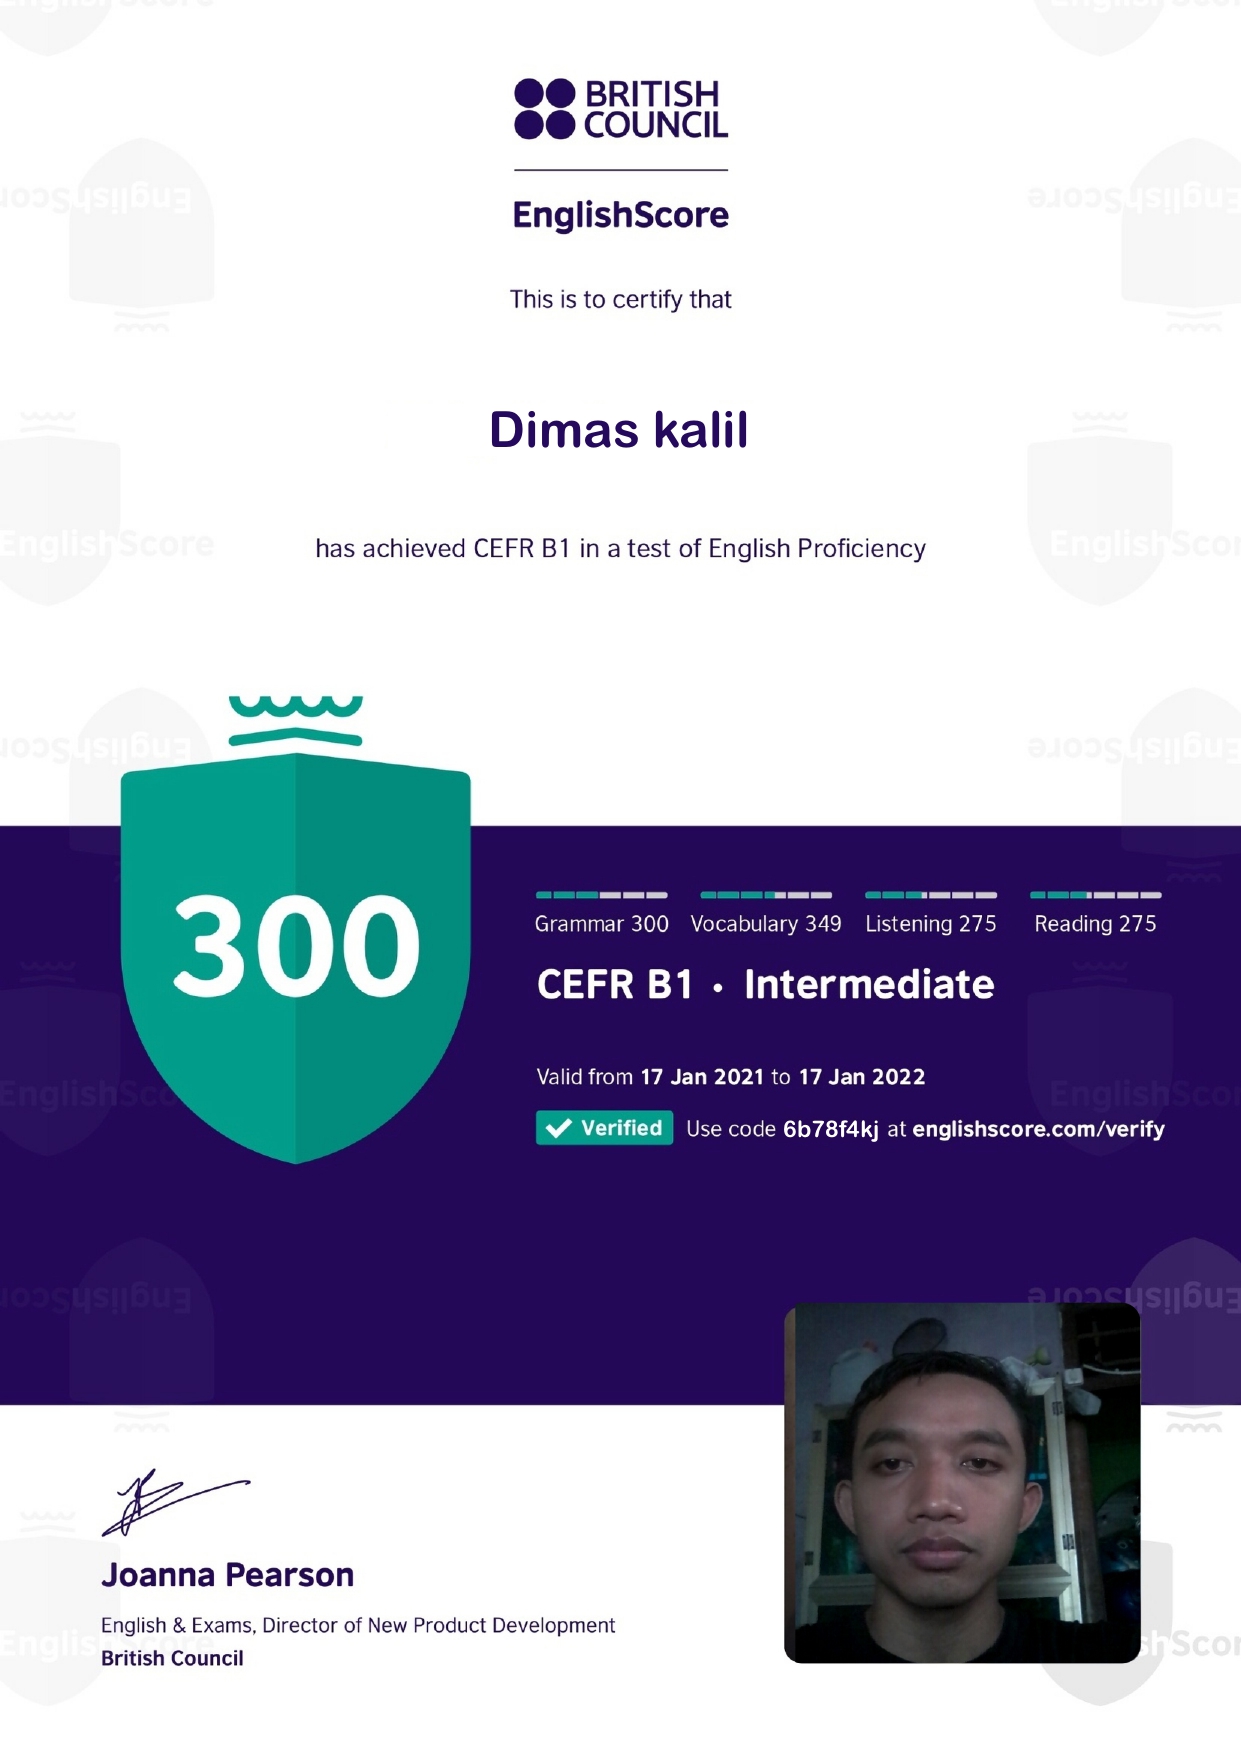 BRITISH
COUNCIL
EnglishScore
This is to certify that
Dimas kalil
has achieved CEFR B1 in a test of English Proficiency
300
Grammar 300 Vocabulary 349 Listening 275 Reading 275
CEFR B1 • Intermediate
Valid from 17 Jan 2021 to 17 Jan 2022
Verified Use code 6b78f4kj at englishscore.com/verify
Joanna Pearson
English & Exams, Director of New Product Development
British Council